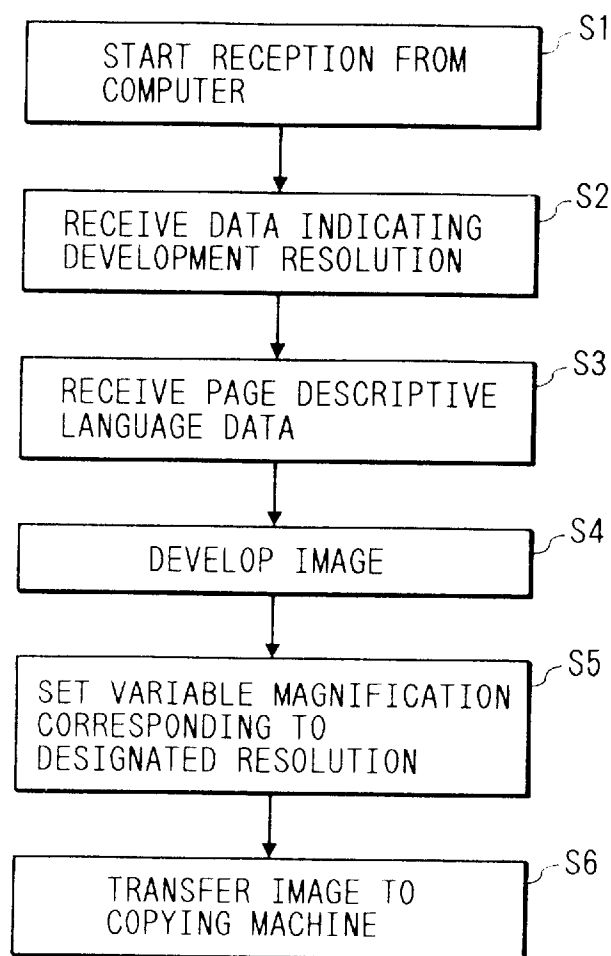 S1
START RECEPTION FROM
COMPUTER
S2
RECEIVE DATA INDICATING
DEVELOPMENT RESOLUTION
S3
RECEIVE PAGE DESCRIPTIVE
LANGUAGE DATA
S4
DEVELOP IMAGE
S5
SET VARIABLE MAGNIFICATION
CORRESPONDING TO
DESIGNATED RESOLUTION
S6
TRANSFER IMAGE TO
COPYING MACHINE